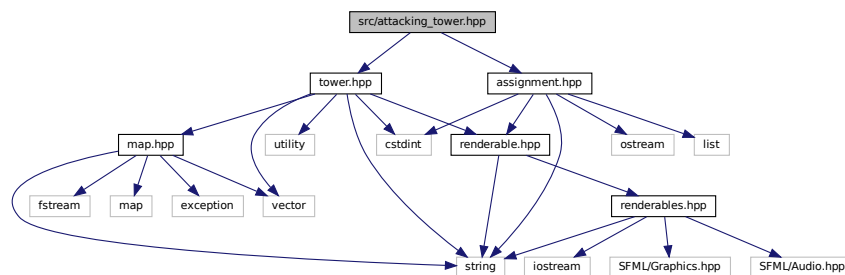 src/attacking_tower.hpp
tower.hpp
assignment.hpp
map.hpp
utility
cstdint
renderable.hpp
ostream
list
fstream
map
exception
vector
renderables.hpp
string
iostream
SFML/Graphics.hpp
SFML/Audio.hpp